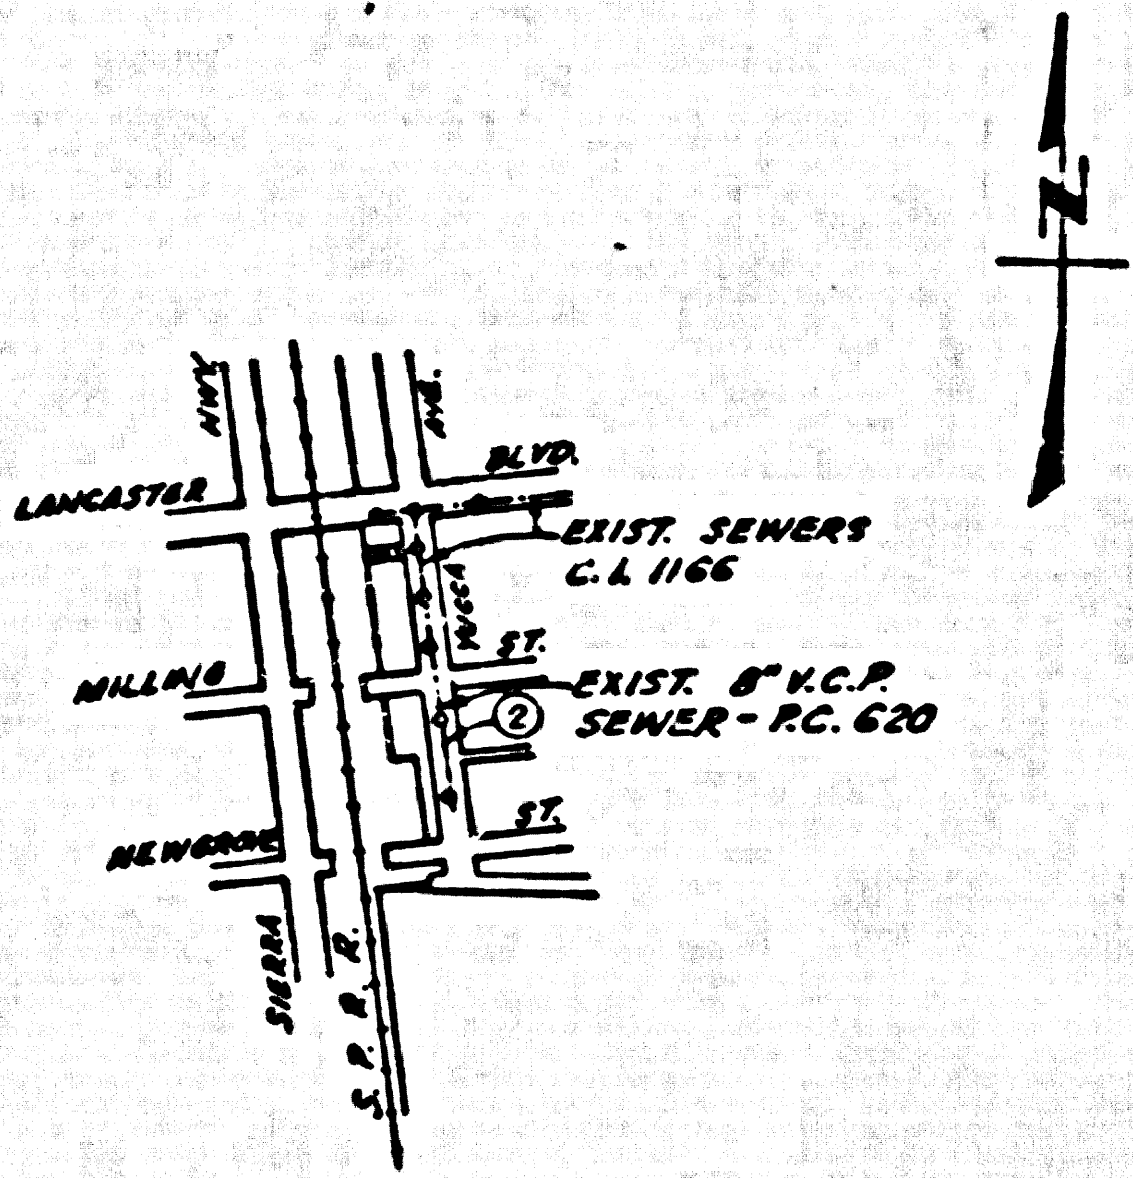 N
HWY.
AVE.
BLVD.
LANCASTER
EXIST. SEWERS
C.I. 1166
YUCCA
ST.
MILLING
EXIST. 8" V.C.P.
SEWER - P.C. 620
2
ST.
NEWGROVE
SIERRA
S. P. R. R.